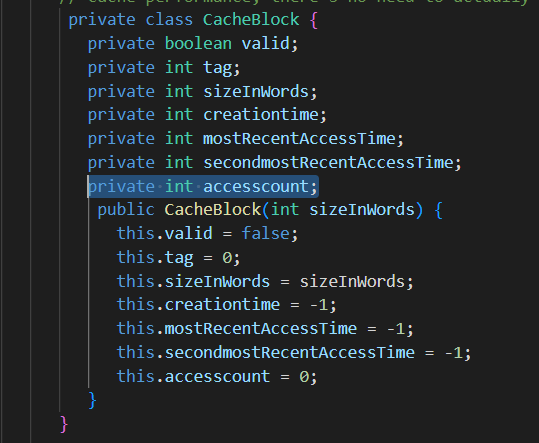 // cache performance, there's no need to actually
private class CacheBlock {
private boolean valid;
private int tag;
private int sizeInWords;
private int creationtime;
private int mostRecentAccessTime;
private int secondmostRecentAccessTime;
private int accesscount;
public CacheBlock(int sizeInWords) {
this.valid = false;
this.tag = 0;
this.sizeInWords = sizeInWords;
this.creationtime = -1;
this.mostRecentAccessTime = -1;
this.secondmostRecentAccessTime = -1;
this.accesscount = 0;
}
}